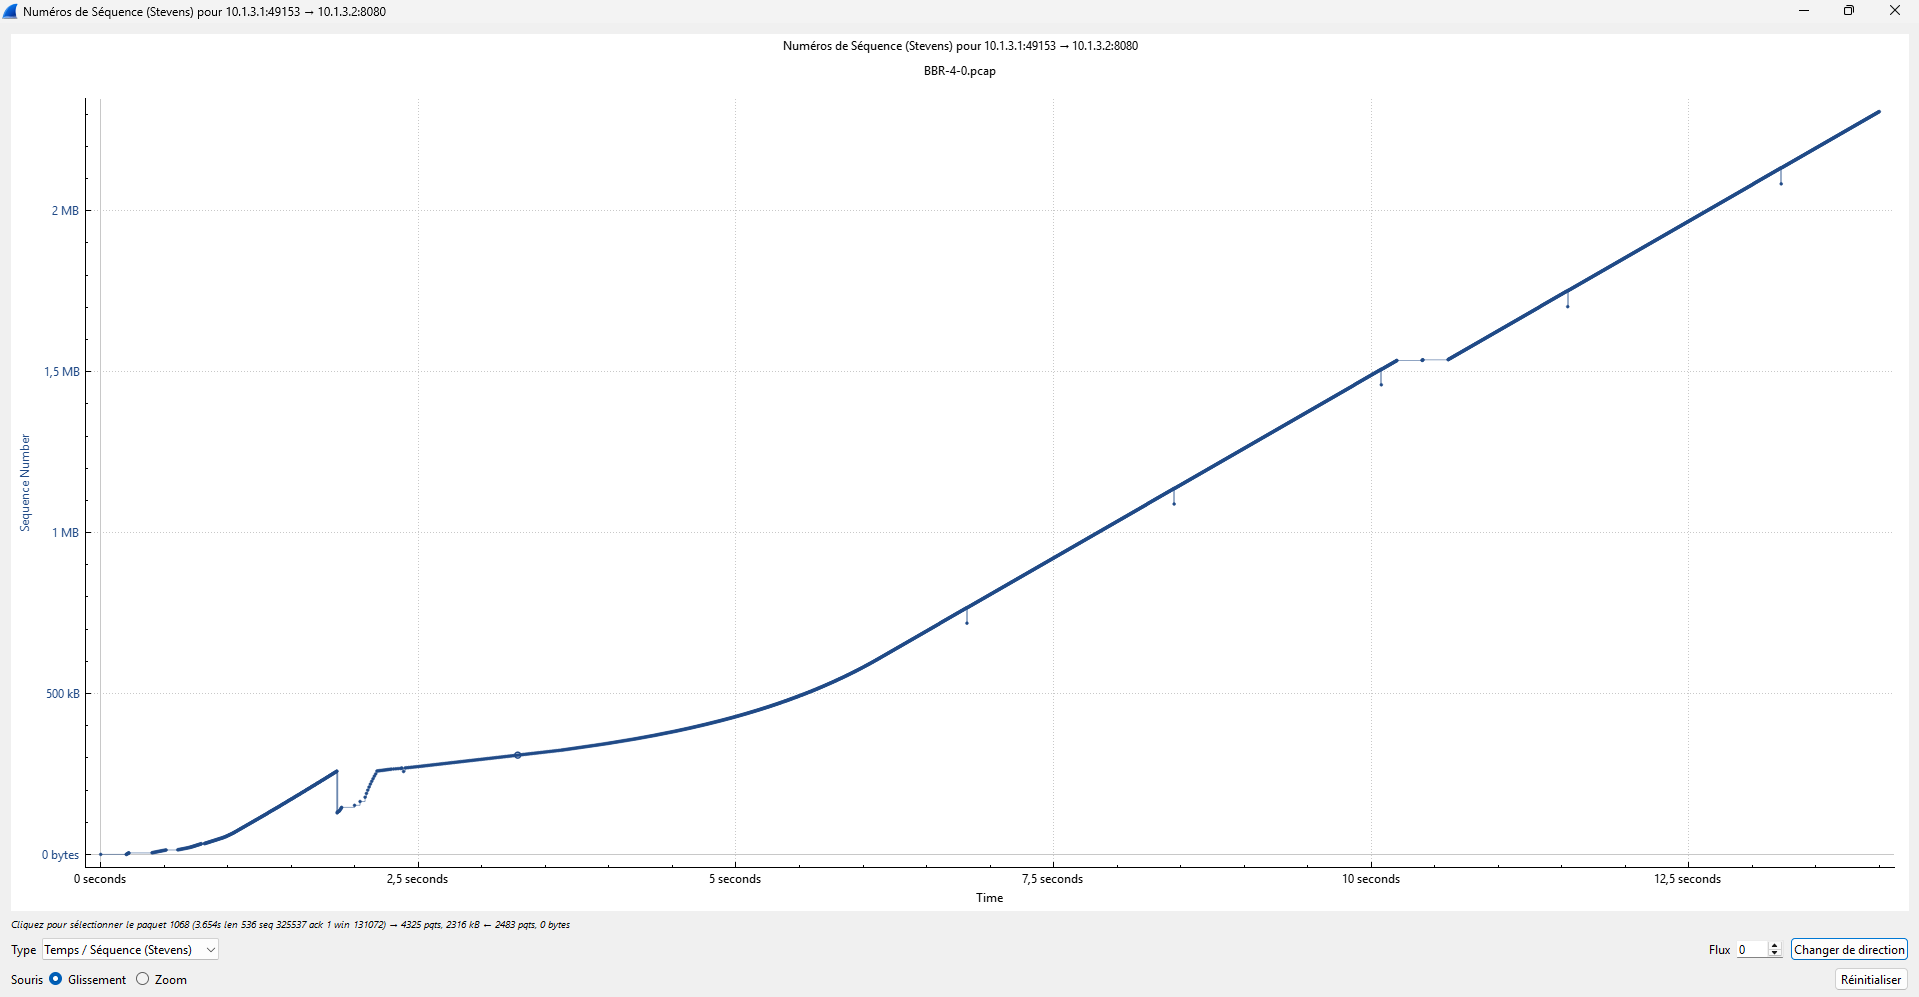 Numéros de Séquence (Stevens) pour 10.1.3.1:49153 → 10.1.3.2:8080
Numéros de Séquence (Stevens) pour 10.1.3.1:49153 → 10.1.3.2:8080
BBR-4-0.pcap
2 MB
1,5 MB
1 MB
500 kB
0 bytes
Sequence Number
0 seconds
2,5 seconds
5 seconds
7,5 seconds
10 seconds
12,5 seconds
Time
Cliquez pour sélectionner le paquet 1068 (3.654s len 536 seq 325537 ack 1 win 131072) → 4325 pqts, 2316 kB ← 2483 pqts, 0 bytes
Type Temps / Séquence (Stevens)
Flux 0 Changer de direction
Souris Glissement Zoom
Réinitialiser